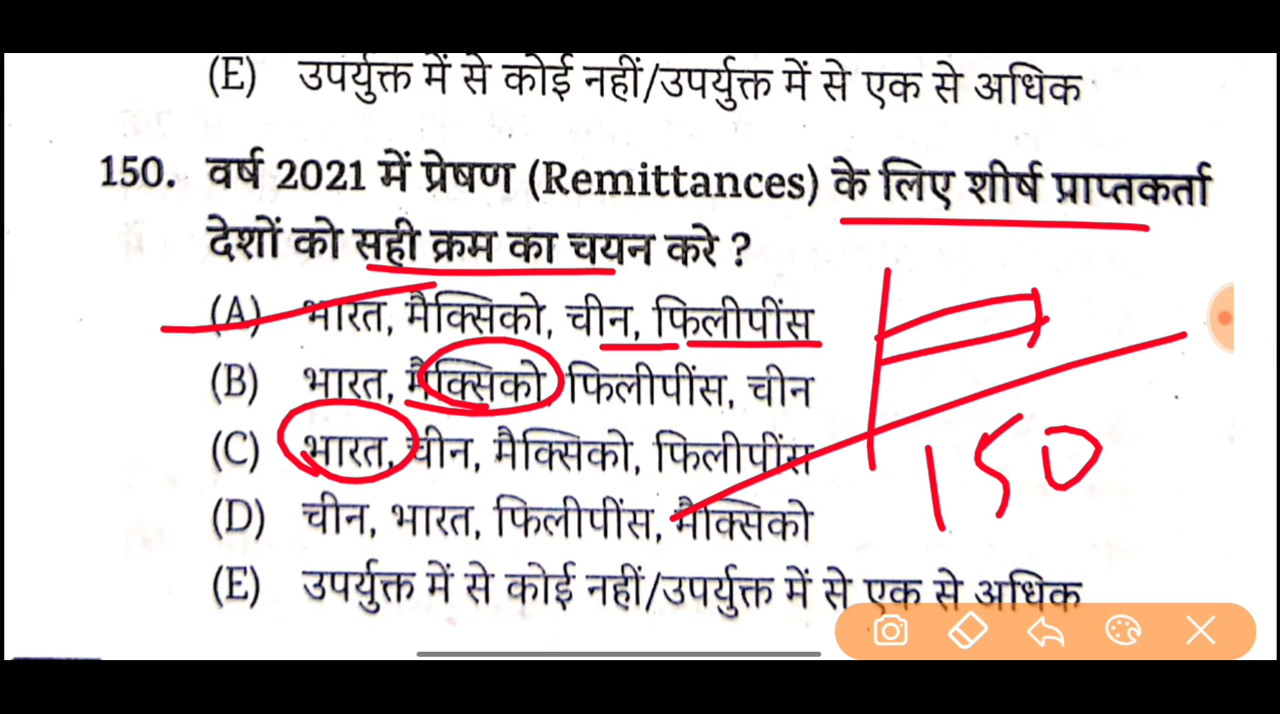 (E) उपर्युक्त में से कोई नहीं/उपर्युक्त में से एक से अधिक
150. वर्ष 2021 में प्रेषण (Remittances) के लिए शीर्ष प्राप्तकर्ता
देशों को सही क्रम का चयन करे ?
(A) भारत, मैक्सिको, चीन, फिलीपींस
(B) भारत, मैक्सिको, फिलीपींस, चीन
(C) भारत, चीन, मैक्सिको, फिलीपींस
(D) चीन, भारत, फिलीपींस, मैक्सिको
(E) उपर्युक्त में से कोई नहीं/उपर्युक्त में से एक से अधिक
150